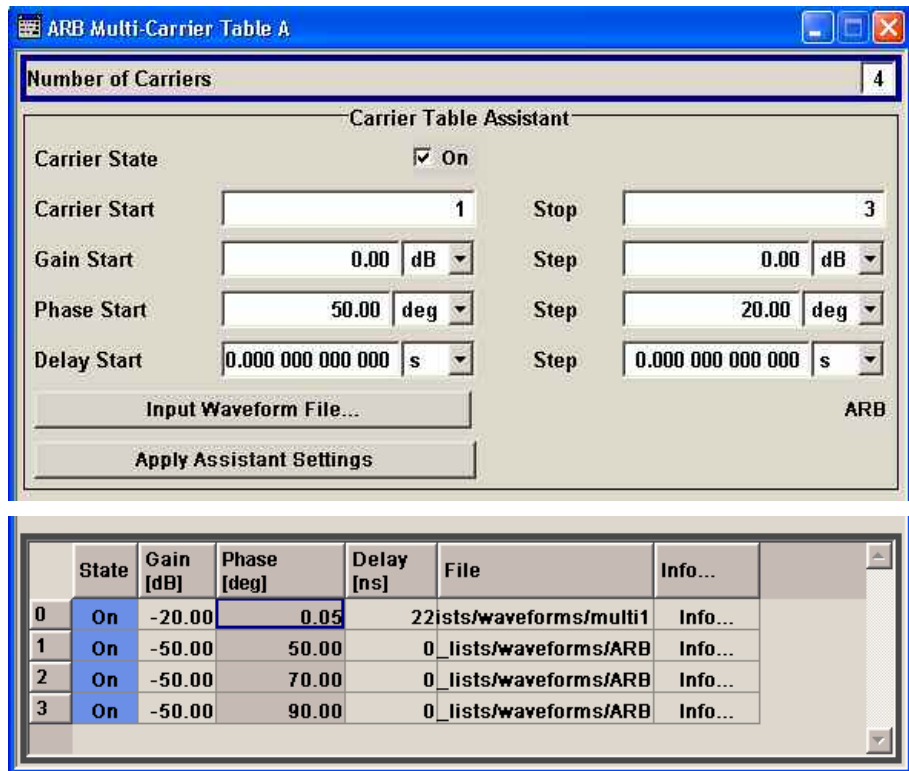 ARB Multi-Carrier Table A
Number of Carriers 4
Carrier Table Assistant
Carrier State On
Carrier Start 1 Stop 3
Gain Start 0.00 dB Step 0.00 dB
Phase Start 50.00 deg Step 20.00 deg
Delay Start 0.000 000 000 000 s Step 0.000 000 000 000 s
Input Waveform File... ARB
Apply Assistant Settings
State Gain [dB] Phase [deg] Delay [ns] File Info...
0 On -20.00 0.05 22 ists/waveforms/multi1 Info...
1 On -50.00 50.00 0 _lists/waveforms/ARB Info...
2 On -50.00 70.00 0 _lists/waveforms/ARB Info...
3 On -50.00 90.00 0 _lists/waveforms/ARB Info...